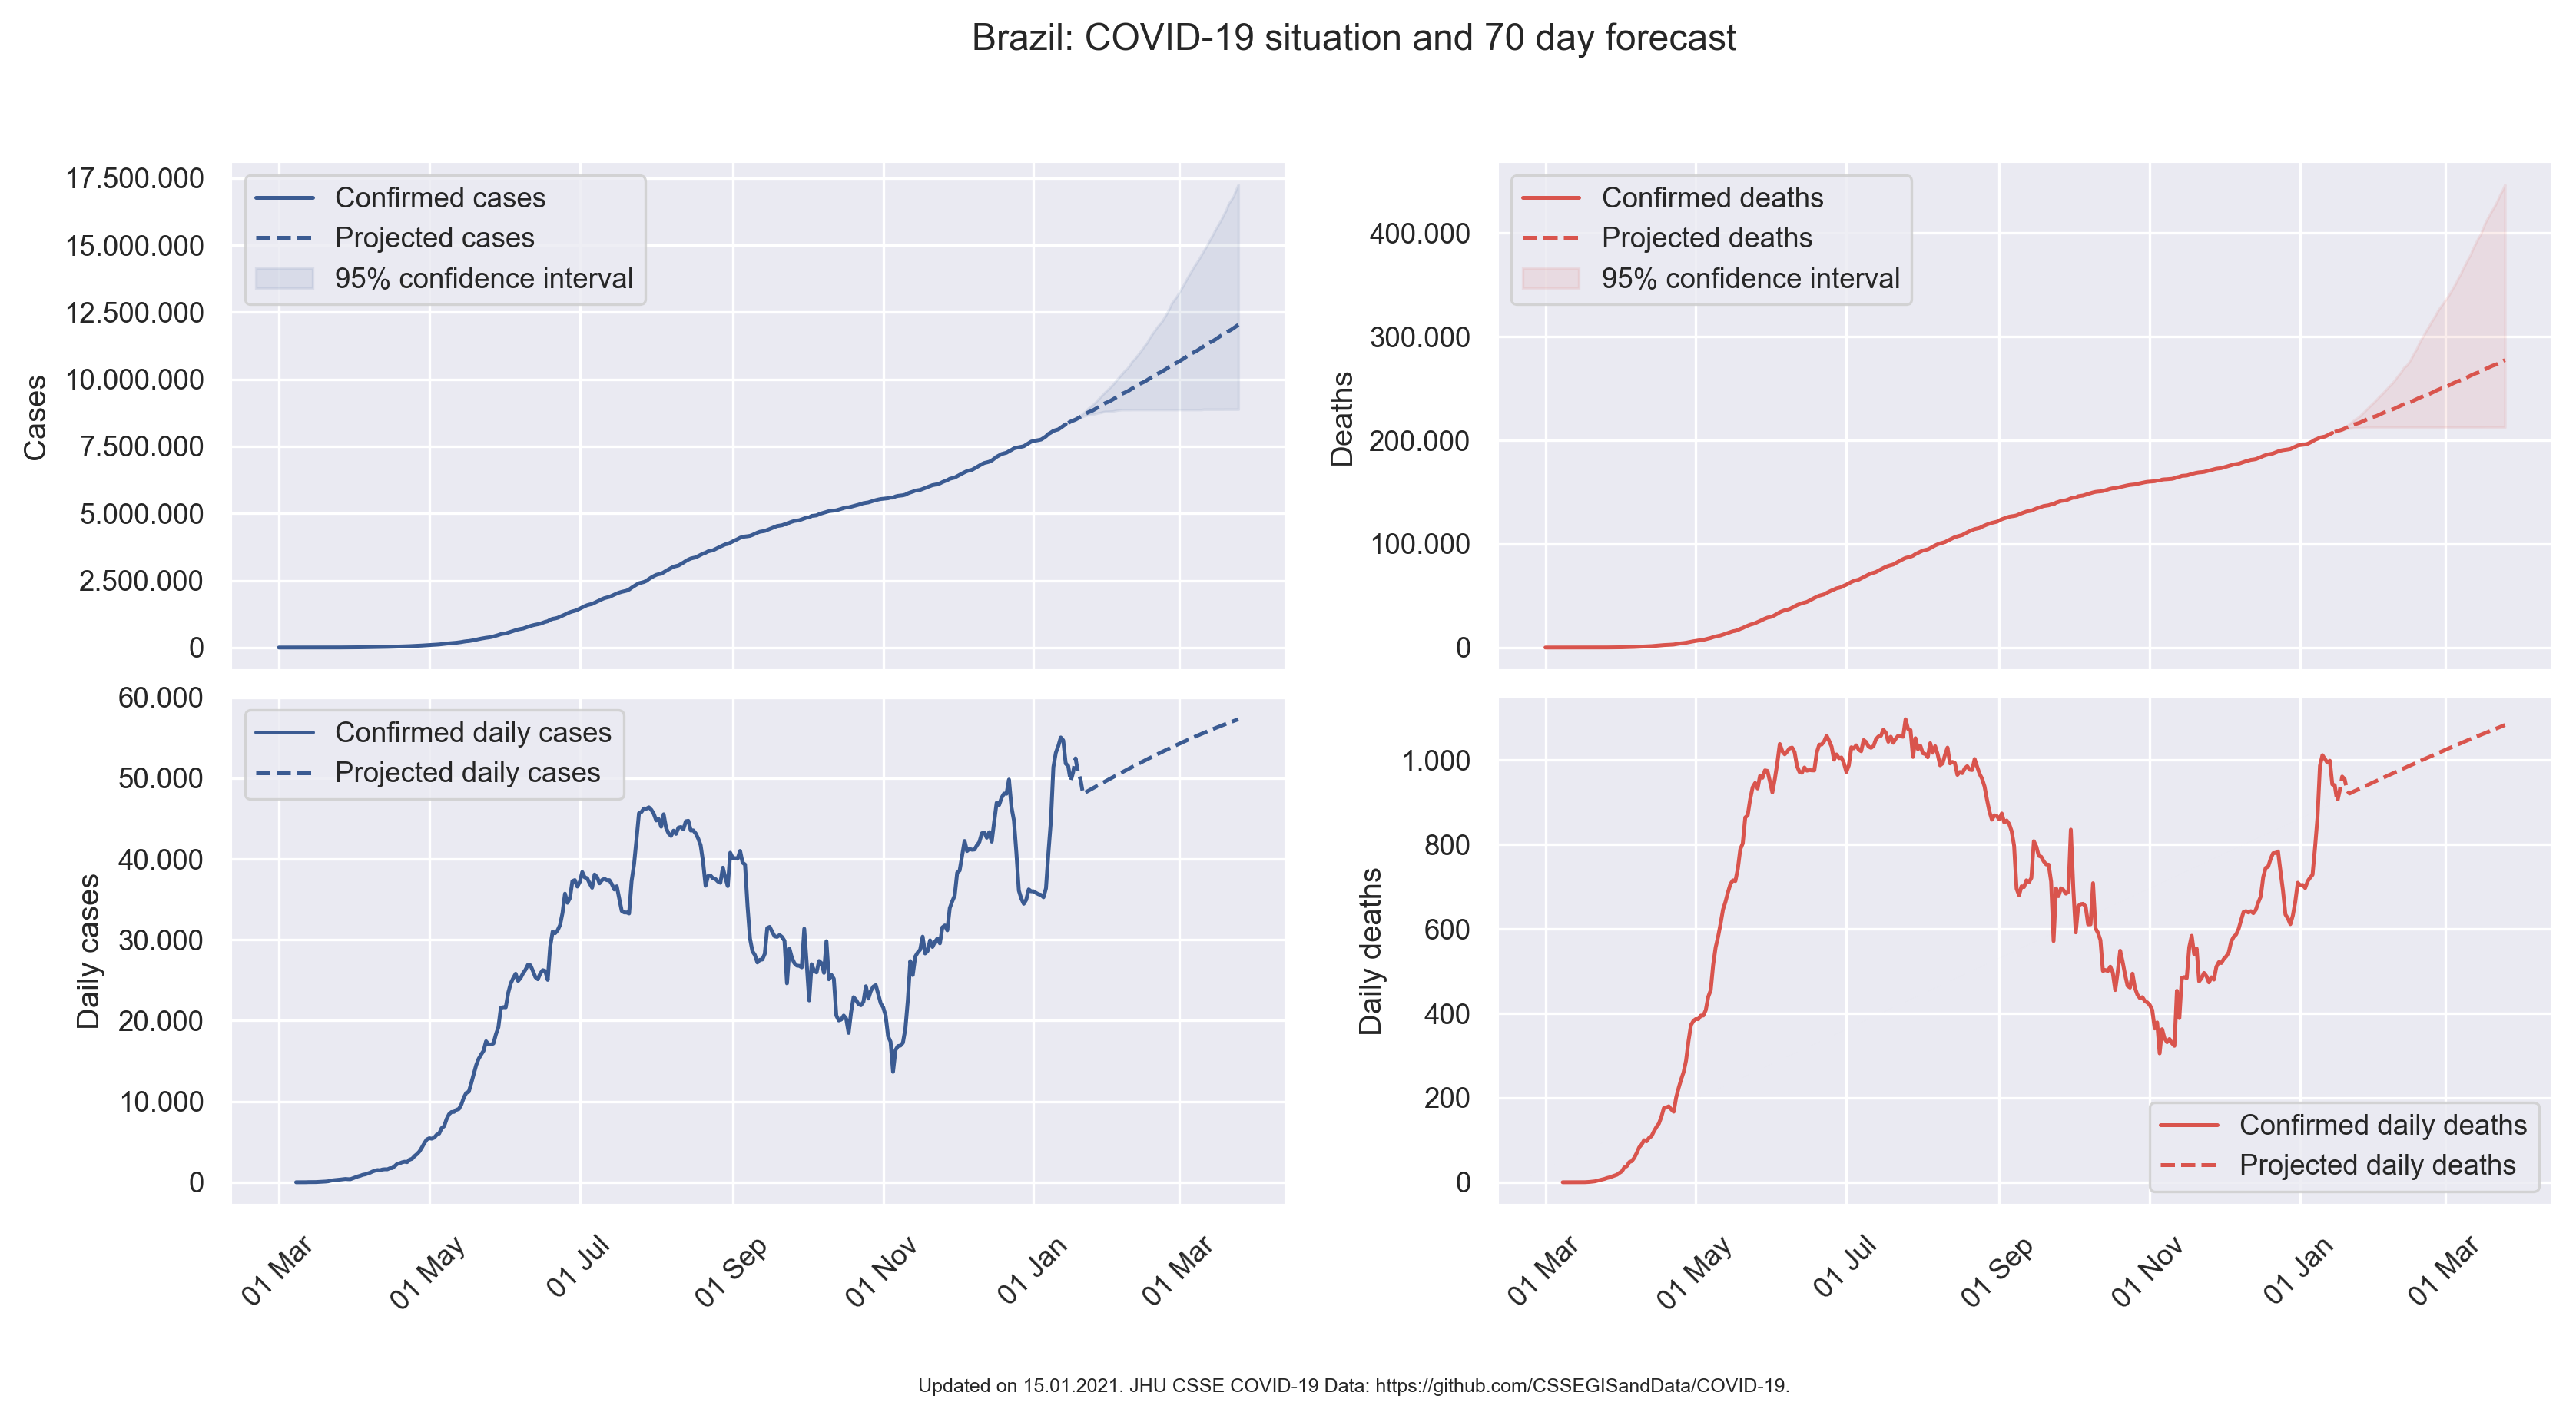 Brazil: COVID-19 situation and 70 day forecast
17.500.000
15.000.000
12.500.000
10.000.000
7.500.000
5.000.000
2.500.000
0
Cases
Confirmed cases
Projected cases
95% confidence interval
400.000
300.000
200.000
100.000
0
Deaths
Confirmed deaths
Projected deaths
95% confidence interval
60.000
50.000
40.000
30.000
20.000
10.000
0
Daily cases
Confirmed daily cases
Projected daily cases
01 Mar
01 May
01 Jul
01 Sep
01 Nov
01 Jan
01 Mar
1.000
800
600
400
200
0
Daily deaths
Confirmed daily deaths
Projected daily deaths
01 Mar
01 May
01 Jul
01 Sep
01 Nov
01 Jan
01 Mar
Updated on 15.01.2021. JHU CSSE COVID-19 Data: https://github.com/CSSEGISandData/COVID-19.